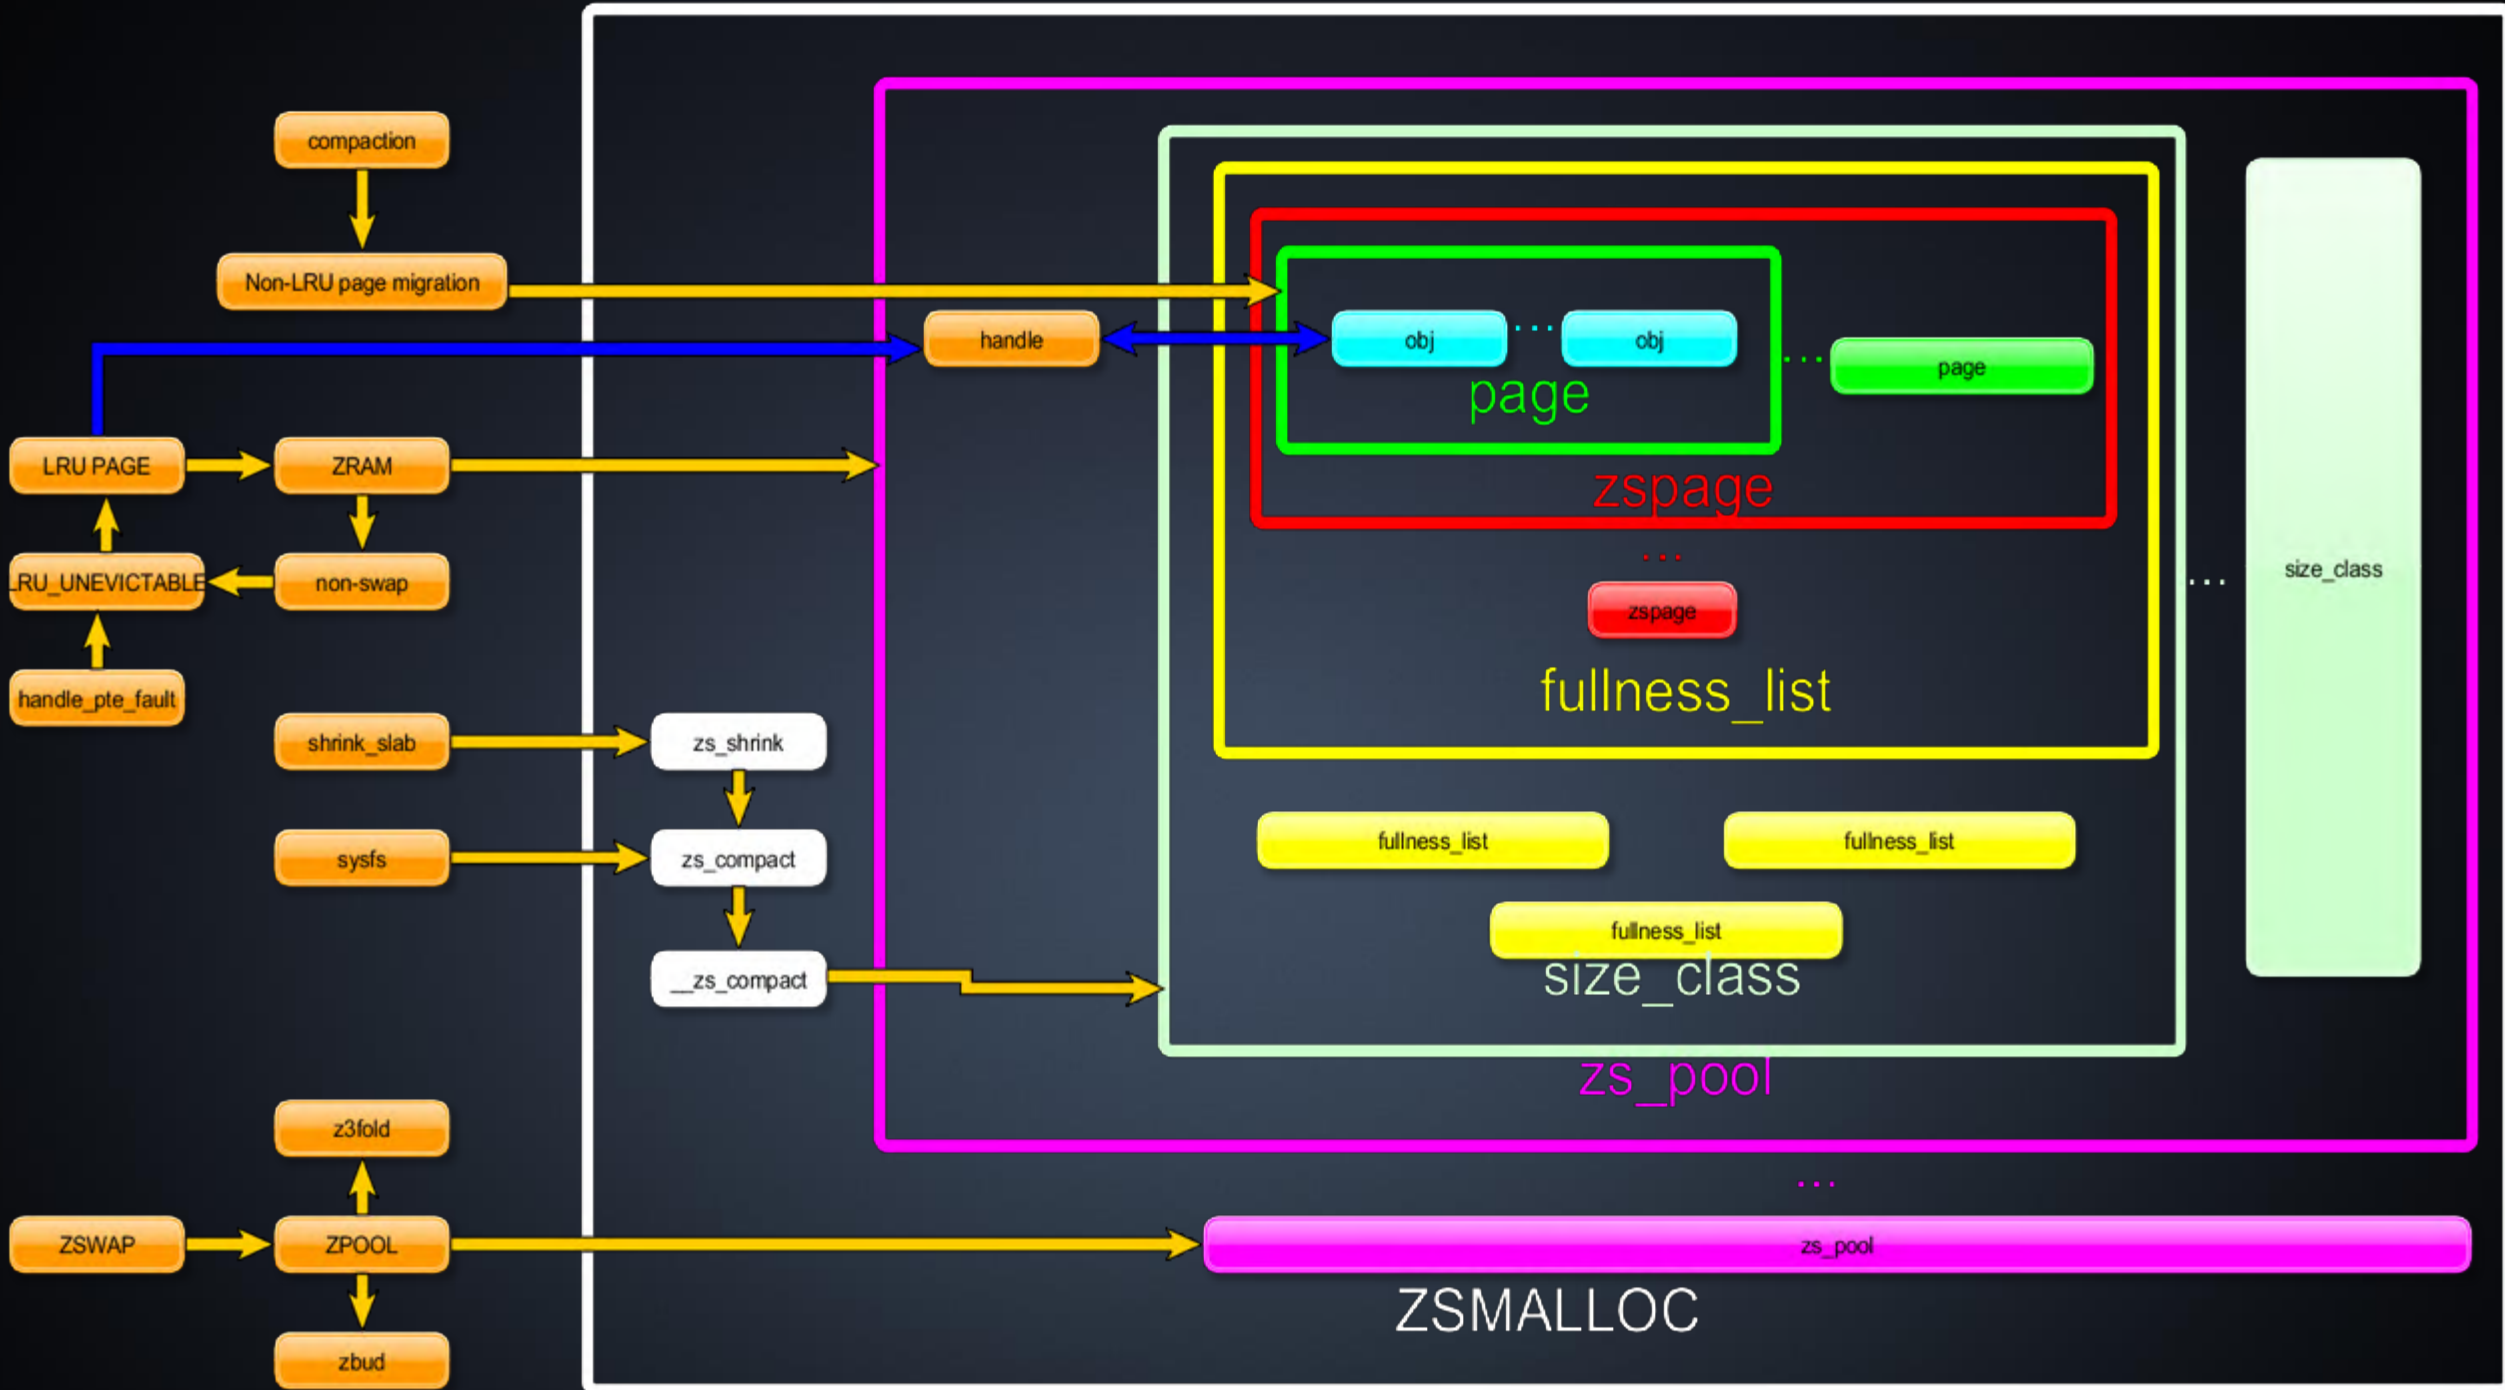 compaction
Non-LRU page migration
handle
obj
...
obj
page
...
page
LRU PAGE
ZRAM
zspage
...
LRU_UNEVICTABLE
non-swap
zspage
...
size_class
handle_pte_fault
fullness_list
shrink_slab
zs_shrink
sysfs
zs_compact
fullness_list
fullness_list
fullness_list
__zs_compact
size_class
zs_pool
z3fold
...
ZSWAP
ZPOOL
zs_pool
ZSMALLOC
zbud